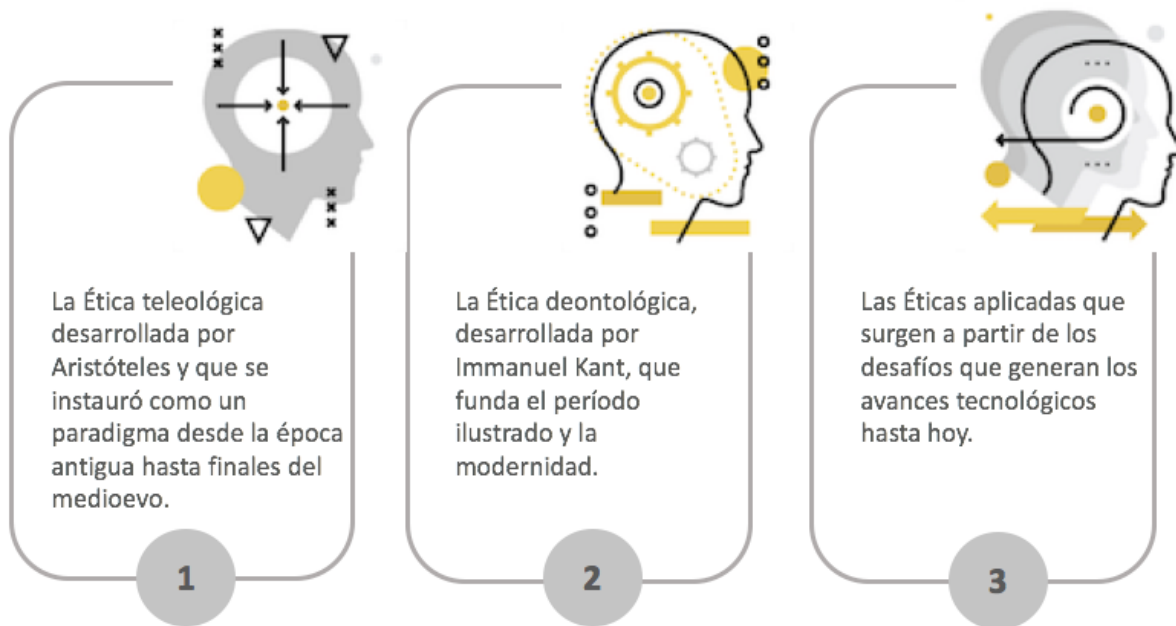 La Ética teleológica
desarrollada por
Aristóteles y que se
instauró como un
paradigma desde la época
antigua hasta finales del
medioevo.
1
La Ética deontológica,
desarrollada por
Immanuel Kant, que
funda el período
ilustrado y la
modernidad.
2
Las Éticas aplicadas que
surgen a partir de los
desafíos que generan los
avances tecnológicos
hasta hoy.
3